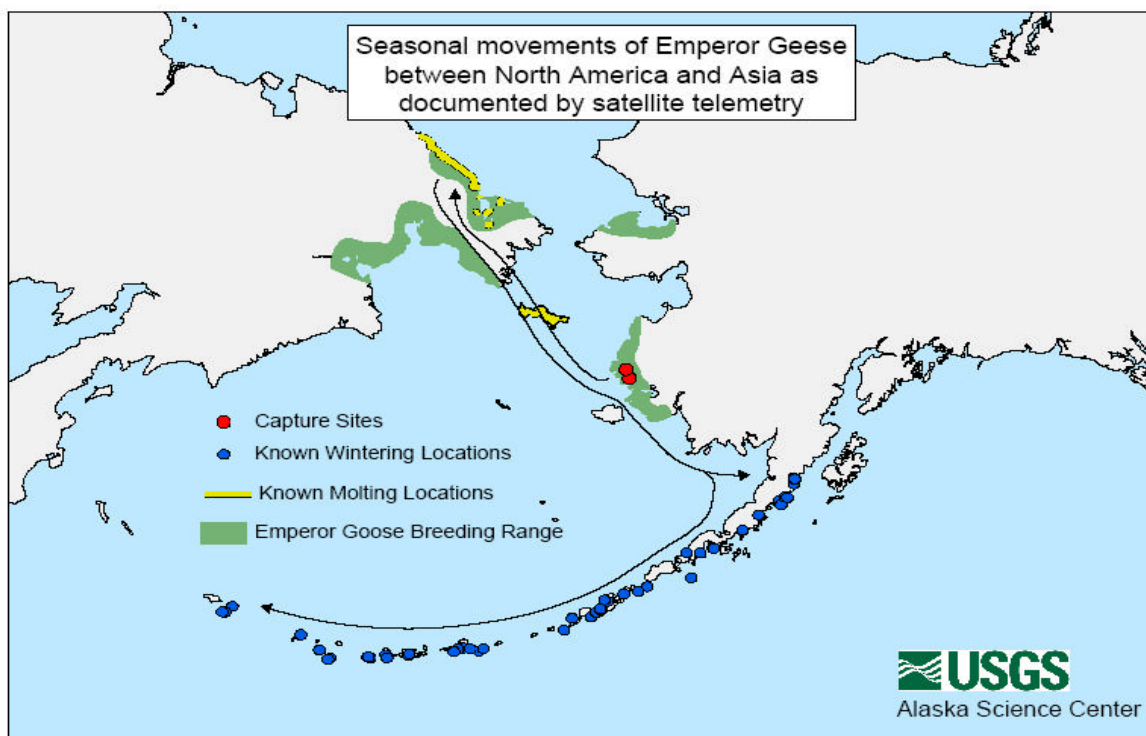 Seasonal movements of Emperor Geese
between North America and Asia as
documented by satellite telemetry
Capture Sites
Known Wintering Locations
Known Molting Locations
Emperor Goose Breeding Range
USGS
Alaska Science Center